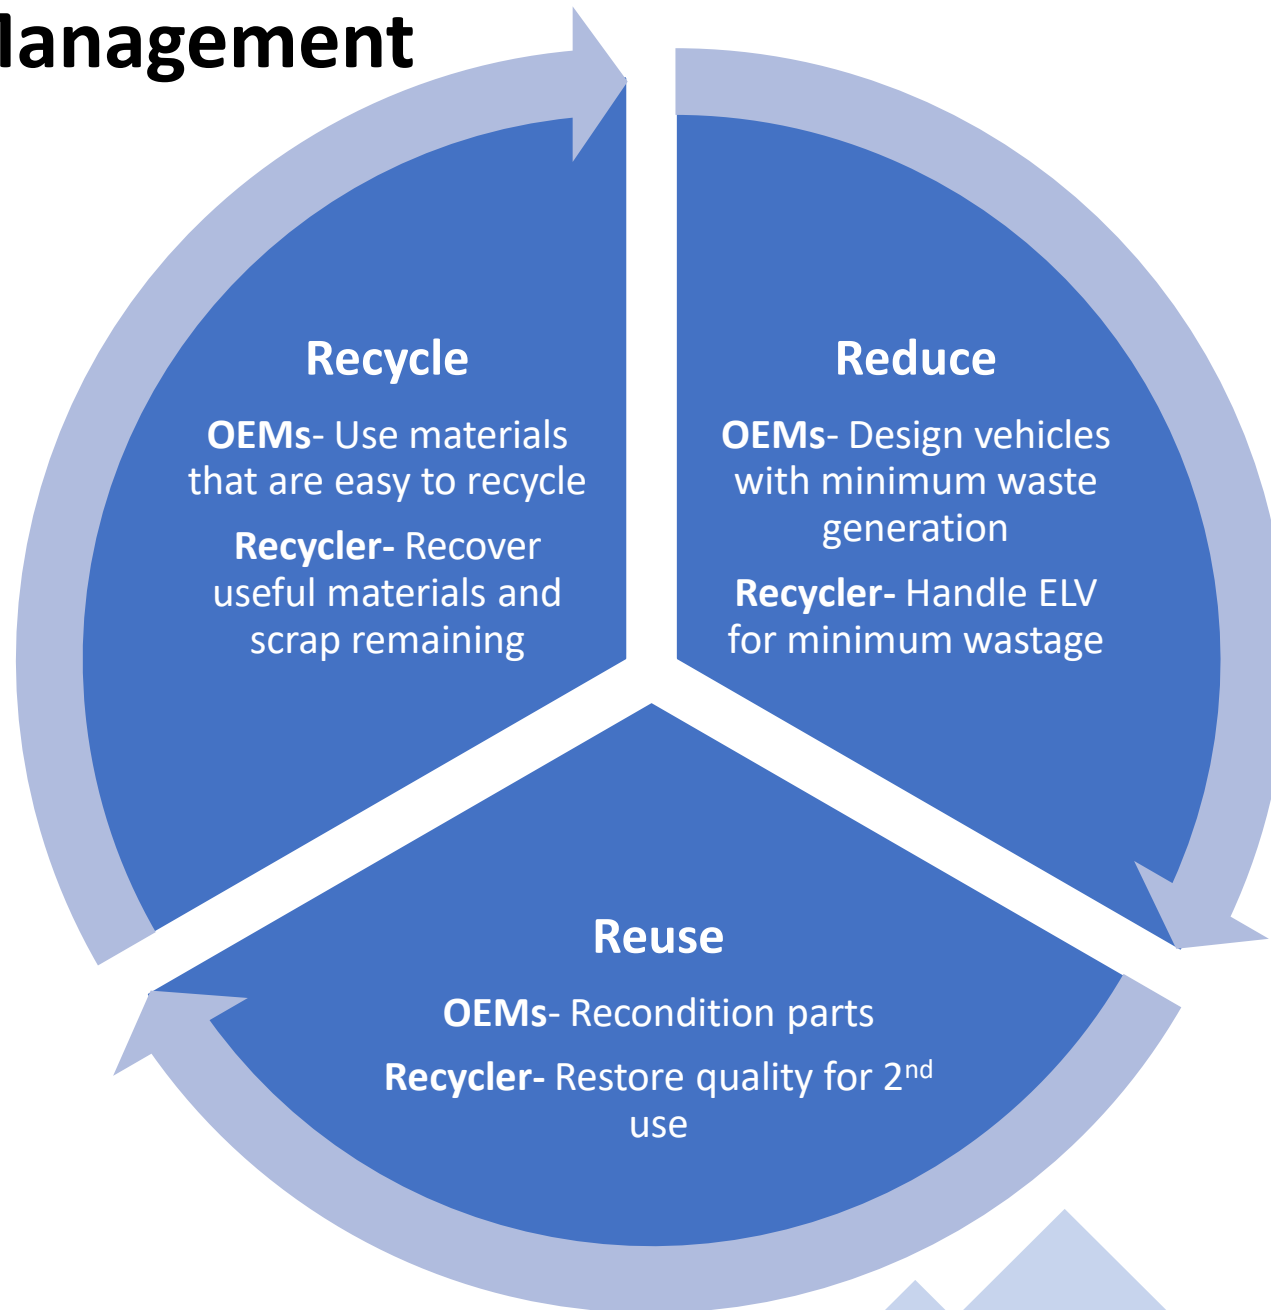 Management
Recycle
OEMs- Use materials
that are easy to recycle
Recycler- Recover
useful materials and
scrap remaining
Reduce
OEMs- Design vehicles
with minimum waste
generation
Recycler- Handle ELV
for minimum wastage
Reuse
OEMs- Recondition parts
Recycler- Restore quality for 2nd
use